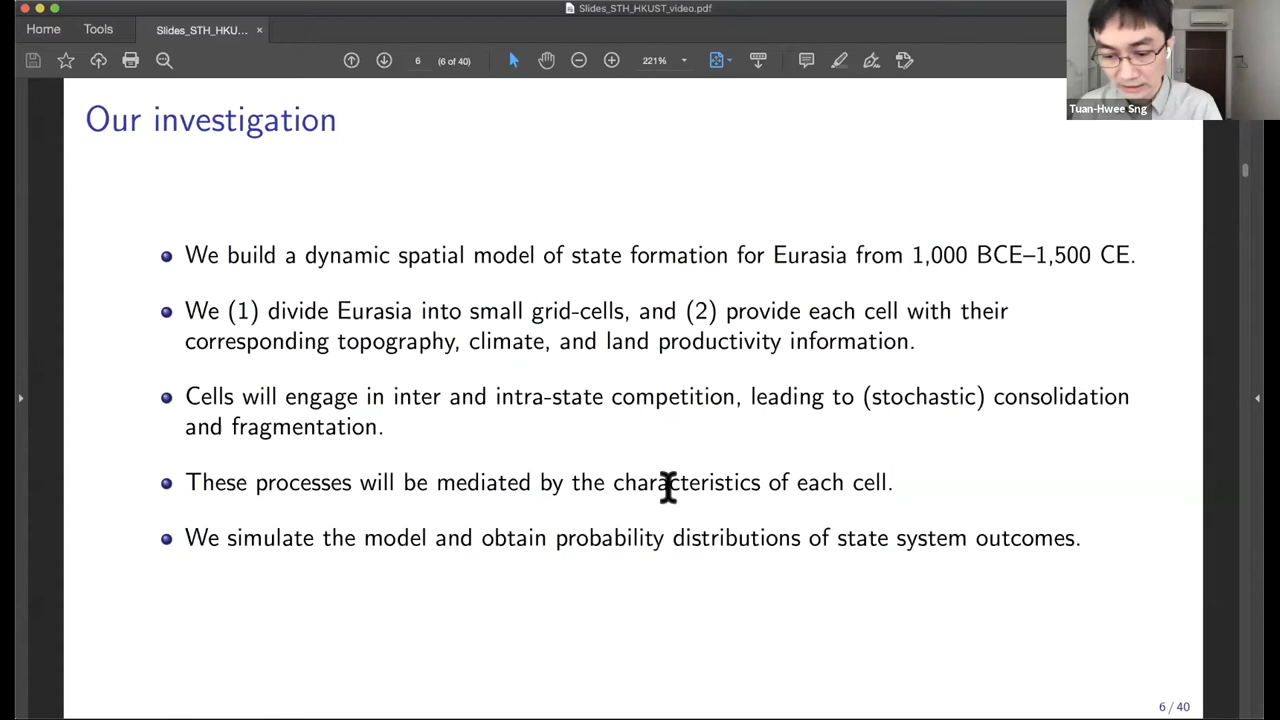 Slides_STH_HKUST_video.pdf
Home
Tools
Slides_STH_HKU... ×
6
(6 of 40)
221%
Tuan-Hwee Sng
Our investigation
We build a dynamic spatial model of state formation for Eurasia from 1,000 BCE–1,500 CE.
We (1) divide Eurasia into small grid-cells, and (2) provide each cell with their
corresponding topography, climate, and land productivity information.
Cells will engage in inter and intra-state competition, leading to (stochastic) consolidation
and fragmentation.
These processes will be mediated by the characteristics of each cell.
We simulate the model and obtain probability distributions of state system outcomes.
6 / 40